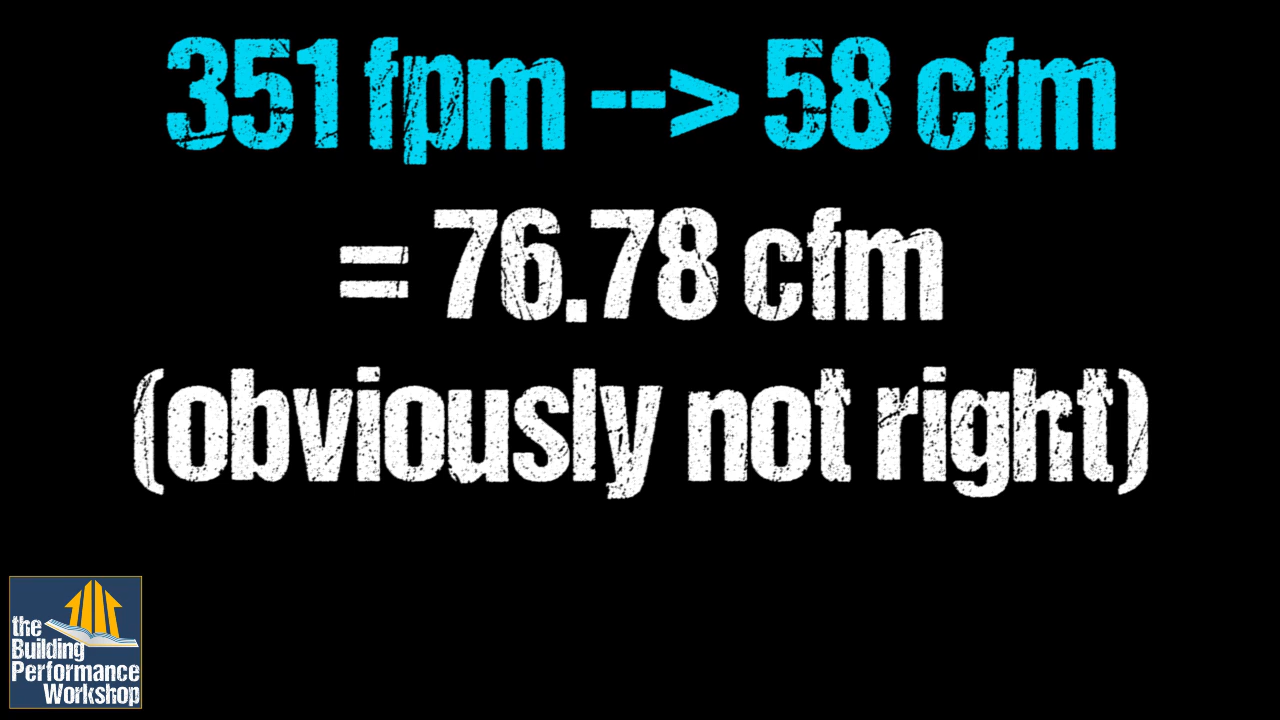 351 fpm --> 58 cfm
= 76.78 cfm
(obviously not right)
the
Building
Performance
Workshop